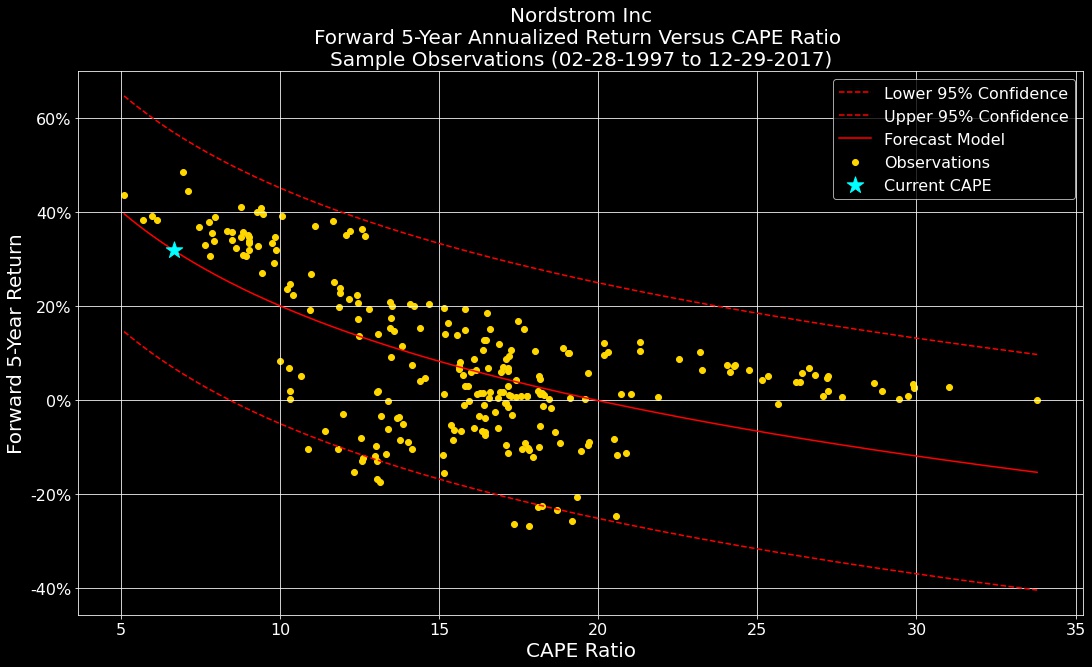 Nordstrom Inc
Forward 5-Year Annualized Return Versus CAPE Ratio
Sample Observations (02-28-1997 to 12-29-2017)
Lower 95% Confidence
Upper 95% Confidence
Forecast Model
Observations
Current CAPE
Forward 5-Year Return
60%
40%
20%
0%
-20%
-40%
5 10 15 20 25 30 35
CAPE Ratio